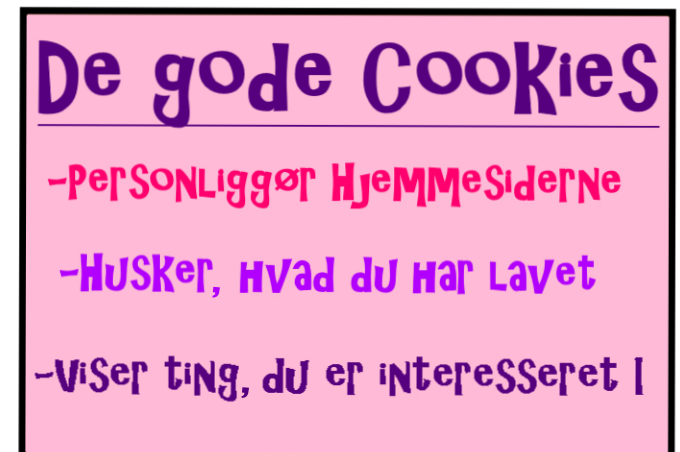 De gode Cookies
-Personliggør Hjemmesiderne
-Husker, Hvad du Har Lavet
-Viser ting, du er interesseret I